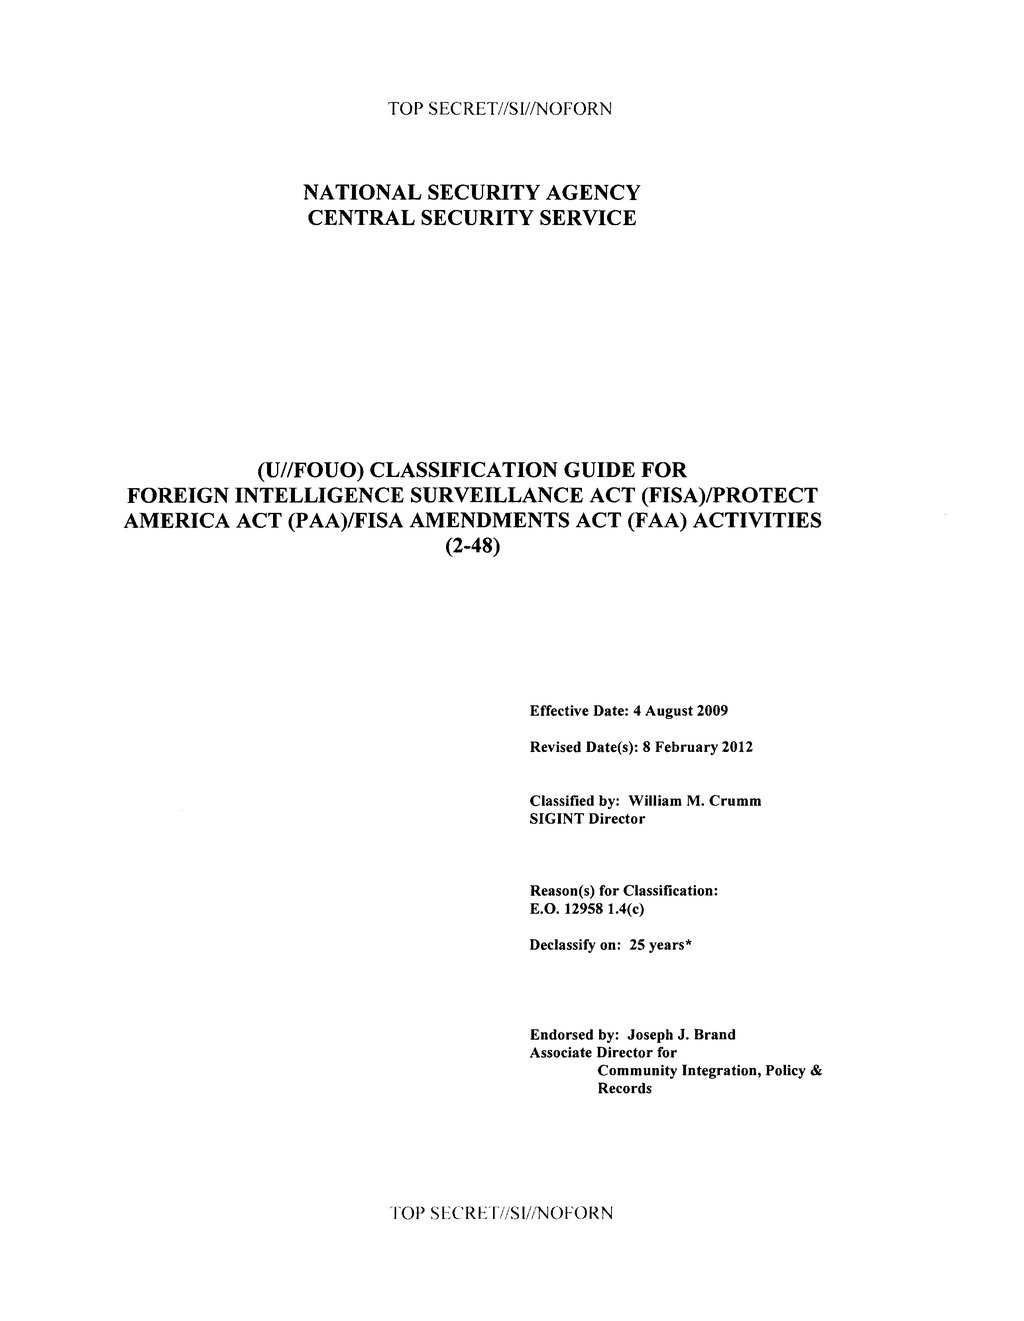 TOP SECRET//SI//NOFORN
NATIONAL SECURITY AGENCY
CENTRAL SECURITY SERVICE
(U//FOUO) CLASSIFICATION GUIDE FOR
FOREIGN INTELLIGENCE SURVEILLANCE ACT (FISA)/PROTECT
AMERICA ACT (PAA)/FISA AMENDMENTS ACT (FAA) ACTIVITIES
(2-48)
Effective Date: 4 August 2009
Revised Date(s): 8 February 2012
Classified by: William M. Crumm
SIGINT Director
Reason(s) for Classification:
E.O. 12958 1.4(c)
Declassify on: 25 years*
Endorsed by: Joseph J. Brand
Associate Director for
Community Integration, Policy &
Records
TOP SECRET//SI//NOFORN